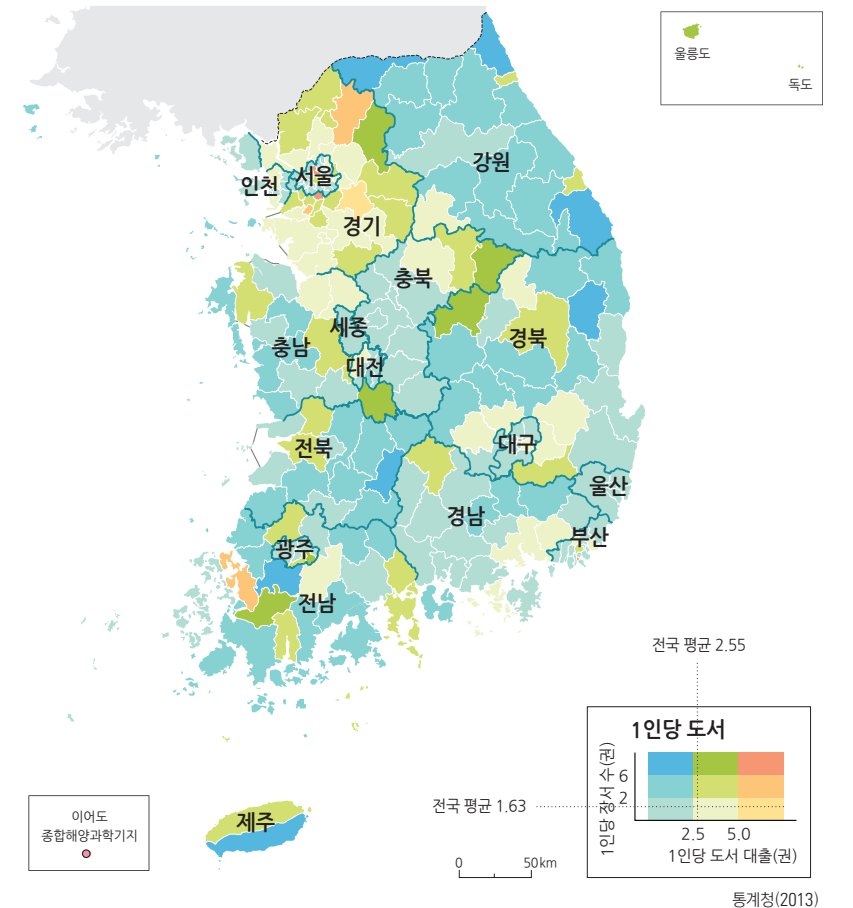 울릉도
독도
강원
서울
인천
경기
충북
세종
경북
충남
대전
전북
대구
울산
경남
부산
광주
전남
전국 평균 2.55
1인당 도서
1인당 장서 수(권)
6
2
2.5 5.0
1인당 도서 대출(권)
전국 평균 1.63
이어도
종합해양과학기지
제주
0 50km
통계청(2013)